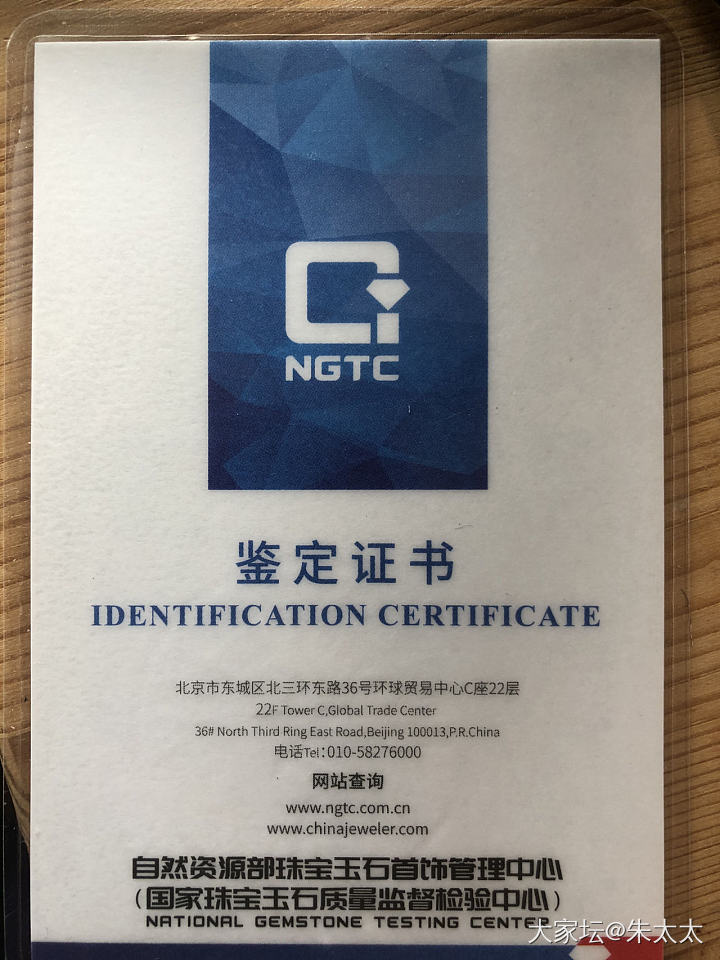 NGTC
鉴定证书
IDENTIFICATION CERTIFICATE
北京市东城区北三环东路36号环球贸易中心C座22层
22F Tower C,Global Trade Center
36# North Third Ring East Road,Beijing 100013,P.R.China
电话Tel:010-58276000
网站查询
www.ngtc.com.cn
www.chinajeweler.com
自然资源部珠宝玉石首饰管理中心
（国家珠宝玉石质量监督检验中心）
NATIONAL GEMSTONE TESTING CENTER
大家坛@朱太太